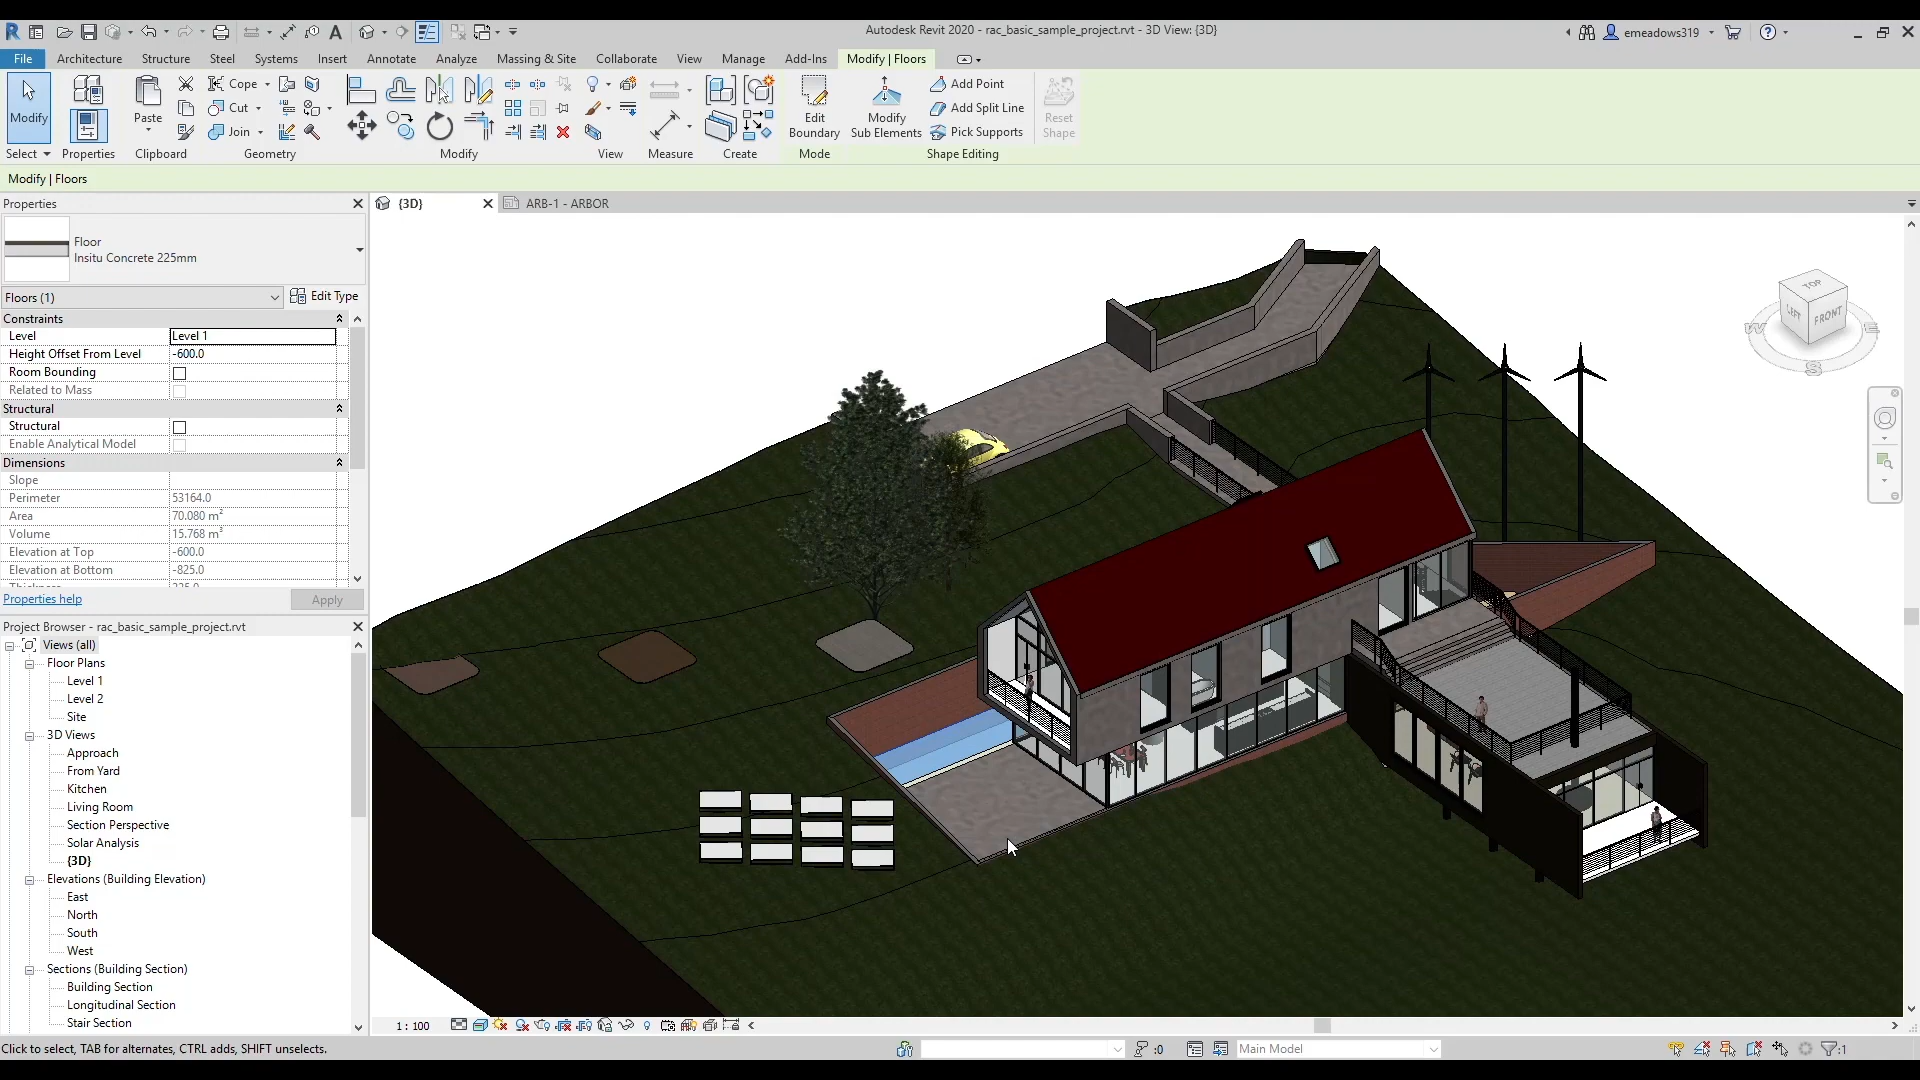 Autodesk Revit 2020 - rac_basic_sample_project.rvt - 3D View: {3D}
emeadows319
File Architecture Structure Steel Systems Insert Annotate Analyze Massing & Site Collaborate View Manage Add-Ins Modify | Floors
Modify
Select
Properties
Paste
Clipboard
Cope
Cut
Join
Geometry
Modify
View
Measure
Create
Edit Boundary
Mode
Modify Sub Elements
Add Point
Add Split Line
Pick Supports
Shape Editing
Reset Shape
Modify | Floors
Properties
Floor
Insitu Concrete 225mm
Floors (1)
Edit Type
Constraints
Level Level 1
Height Offset From Level -600.0
Room Bounding
Related to Mass
Structural
Structural
Enable Analytical Model
Dimensions
Slope
Perimeter 53164.0
Area 70.080 m²
Volume 15.768 m³
Elevation at Top -600.0
Elevation at Bottom -825.0
Properties help
Apply
Project Browser - rac_basic_sample_project.rvt
Views (all)
Floor Plans
Level 1
Level 2
Site
3D Views
Approach
From Yard
Kitchen
Living Room
Section Perspective
Solar Analysis
{3D}
Elevations (Building Elevation)
East
North
South
West
Sections (Building Section)
Building Section
Longitudinal Section
Stair Section
{3D}
ARB-1 - ARBOR
TOP
LEFT
FRONT
W
E
S
1 : 100
Click to select, TAB for alternates, CTRL adds, SHIFT unselects.
:0
Main Model
:1